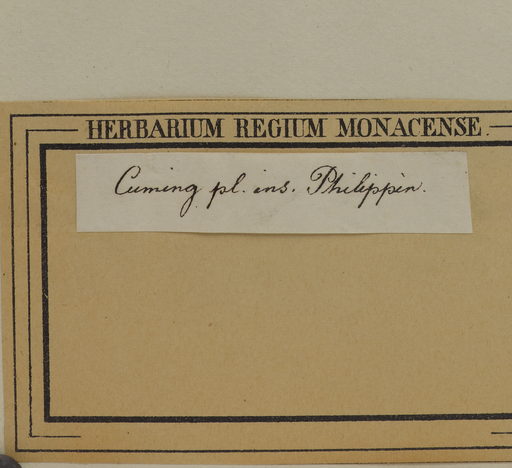 HERBARIUM REGIUM MONACENSE.
Cuming pl. ins. Philippin.